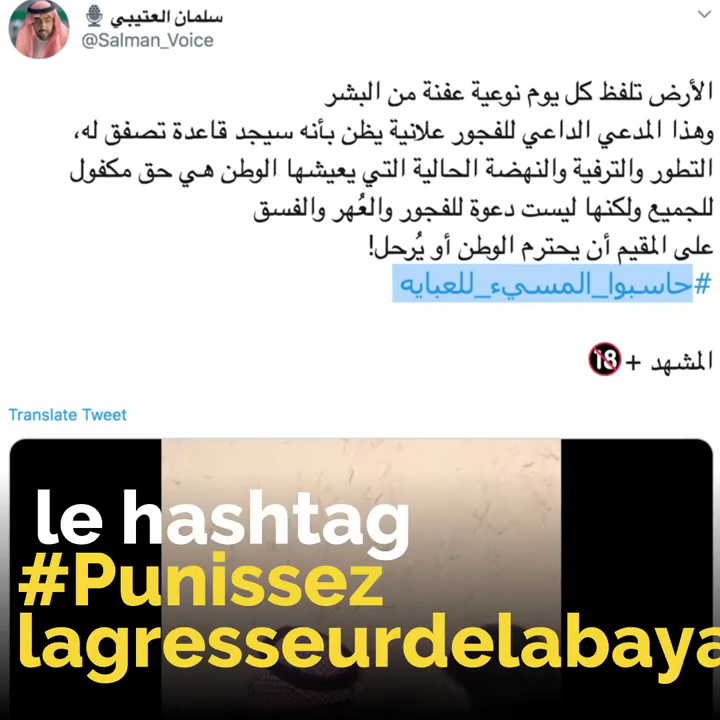 سلمان العتيبي
@Salman_Voice
الأرض تلفظ كل يوم نوعية عفنة من البشر
وهذا المدعي الداعي للفجور علانية يظن بأنه سيجد قاعدة تصفق له،
التطور والترفية والنهضة الحالية التي يعيشها الوطن هي حق مكفول
للجميع ولكنها ليست دعوة للفجور والعُهر والفسق
على المقيم أن يحترم الوطن أو يُرحل!
#حاسبوا_المسيء_للعبايه
المشهد +🔞
Translate Tweet
le hashtag
#Punissez
lagresseurdelabaya